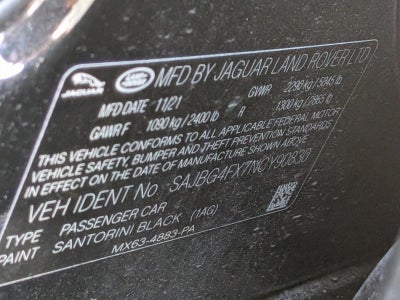 JAGUAR LAND ROVER MFD BY JAGUAR LAND ROVER LTD
MFD DATE 11/21 GVWR 2290 kg / 5045 lb
GAWR F 1090 kg / 2400 lb R 1300 kg / 2865 lb
THIS VEHICLE CONFORMS TO ALL APPLICABLE FEDERAL MOTOR
VEHICLE SAFETY, BUMPER AND THEFT PREVENTION STANDARDS
IN EFFECT ON THE DATE OF MANUFACTURE SHOWN ABOVE
VEH IDENT No.
TYPE PASSENGER CAR
PAINT SANTORINI BLACK (1AG)
MX63-4883-PA